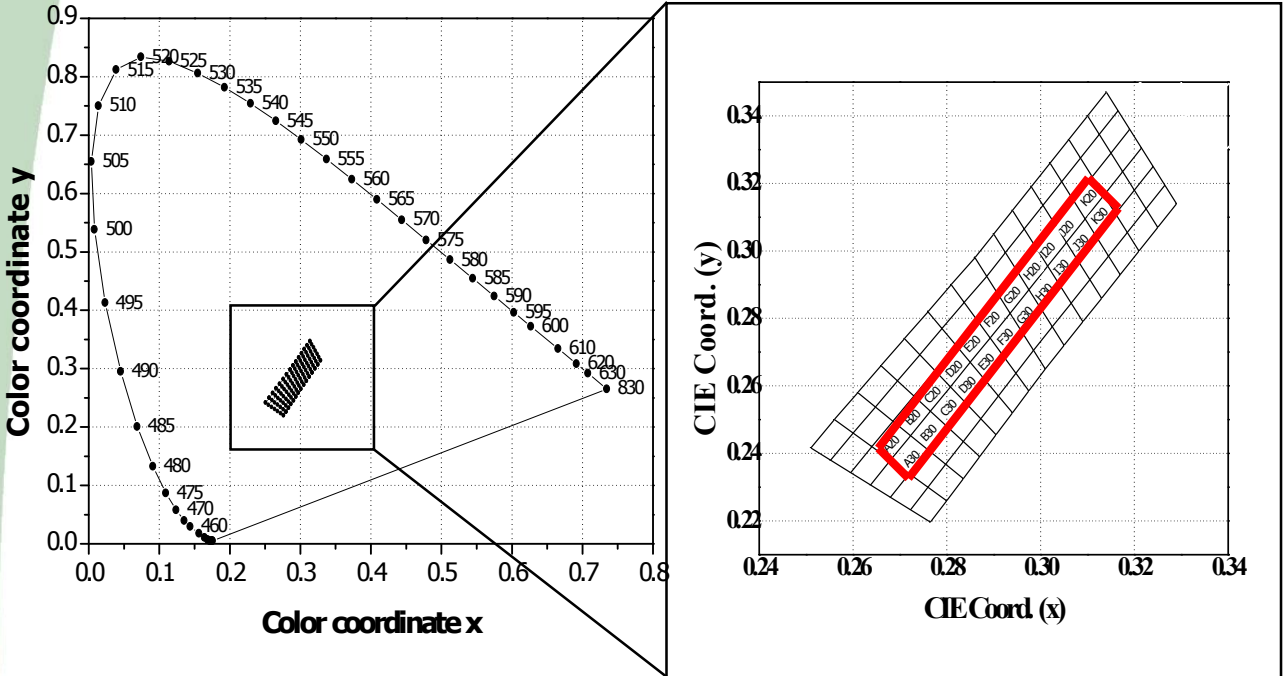 Color coordinate y
0.9
0.8
0.7
0.6
0.5
0.4
0.3
0.2
0.1
0.0
0.0
0.1
0.2
0.3
0.4
0.5
0.6
0.7
0.8
Color coordinate x
520
525
515
530
535
510
540
545
550
505
555
560
565
500
570
575
580
585
495
590
595
600
490
610
620
630
830
485
480
475
470
460
CIE Coord. (y)
0.34
0.32
0.30
0.28
0.26
0.24
0.22
0.24
0.26
0.28
0.30
0.32
0.34
CIE Coord. (x)
K20
K30
J20
J30
I20
I30
H20
H30
G20
G30
F20
F30
E20
E30
D20
D30
C20
C30
B20
B30
A20
A30